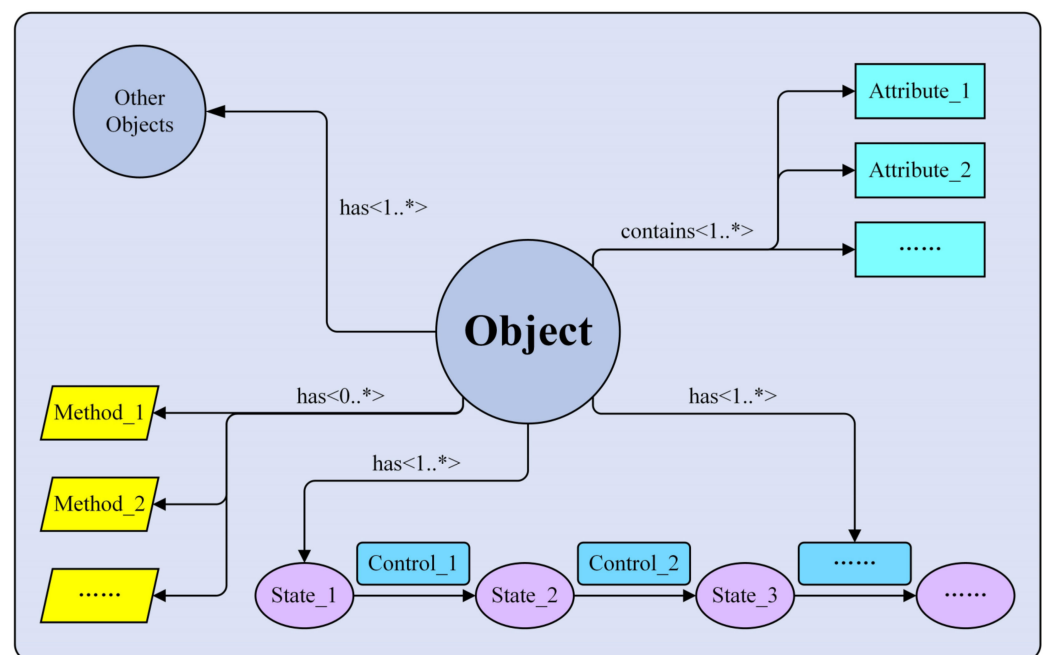 Other
Objects
Attribute_1
Attribute_2
······
has<1..*>
contains<1..*>
Object
has<0..*>
has<1..*>
Method_1
Method_2
······
has<1..*>
Control_1
Control_2
······
State_1
State_2
State_3
······